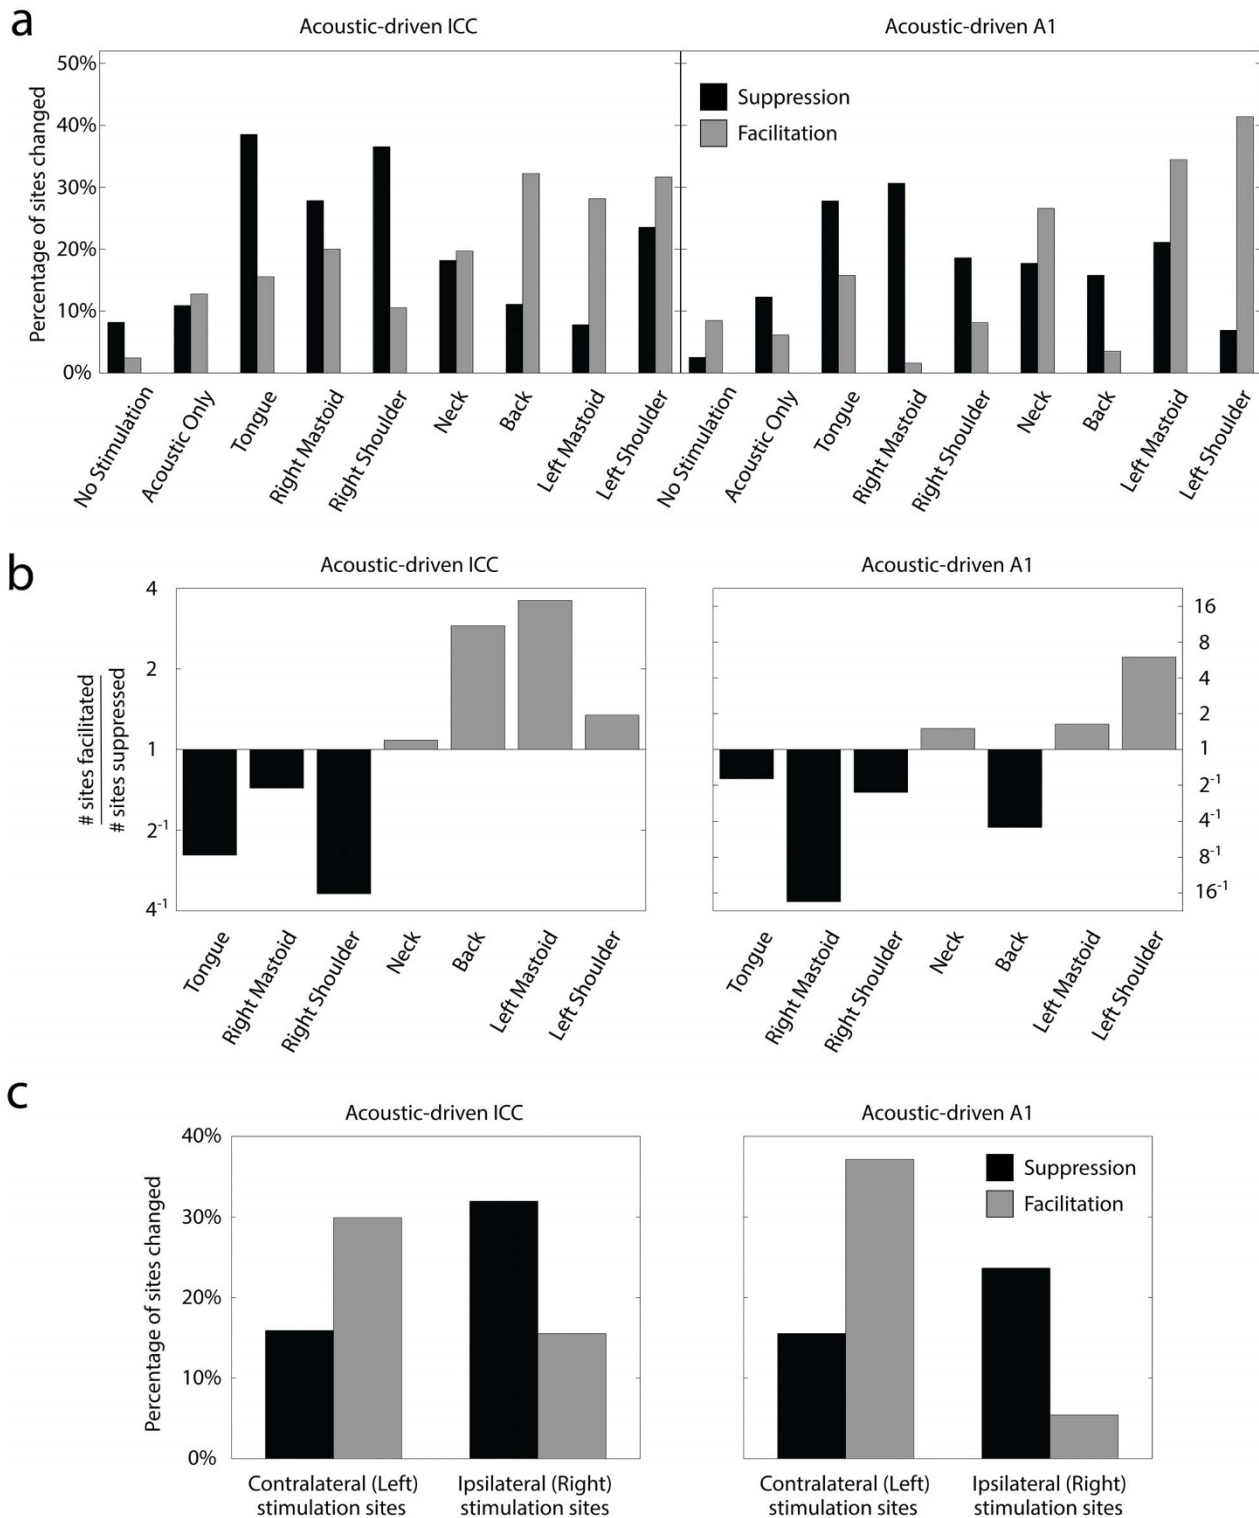 a
Acoustic-driven ICC
Acoustic-driven A1
Percentage of sites changed
50%
40%
30%
20%
10%
0%
Suppression
Facilitation
No Stimulation
Acoustic Only
Tongue
Right Mastoid
Right Shoulder
Neck
Back
Left Mastoid
Left Shoulder
No Stimulation
Acoustic Only
Tongue
Right Mastoid
Right Shoulder
Neck
Back
Left Mastoid
Left Shoulder
b
Acoustic-driven ICC
# sites facilitated
# sites suppressed
4
2
1
2⁻¹
4⁻¹
Tongue
Right Mastoid
Right Shoulder
Neck
Back
Left Mastoid
Left Shoulder
Acoustic-driven A1
16
8
4
2
1
2⁻¹
4⁻¹
8⁻¹
16⁻¹
Tongue
Right Mastoid
Right Shoulder
Neck
Back
Left Mastoid
Left Shoulder
c
Acoustic-driven ICC
Percentage of sites changed
40%
30%
20%
10%
0%
Contralateral (Left)
stimulation sites
Ipsilateral (Right)
stimulation sites
Acoustic-driven A1
Suppression
Facilitation
Contralateral (Left)
stimulation sites
Ipsilateral (Right)
stimulation sites